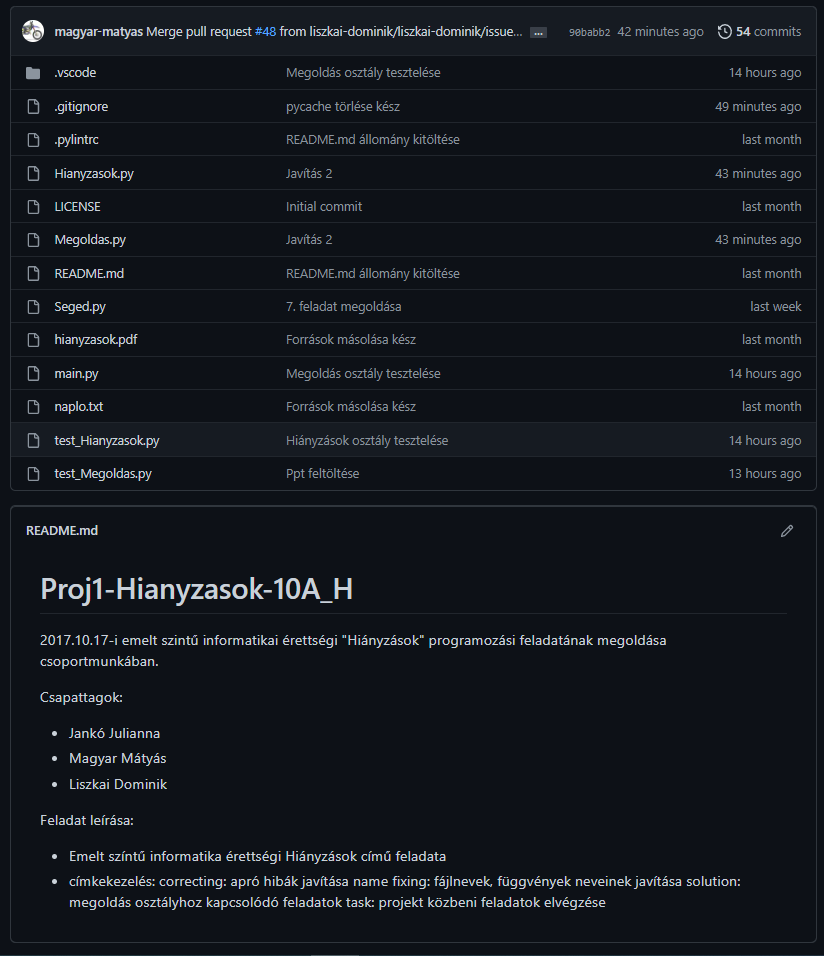 magyar-matyas Merge pull request #48 from liszkai-dominik/liszkai-dominik/issue... ... 90babb2 42 minutes ago 54 commits
.vscode Megoldás osztály tesztelése 14 hours ago
.gitignore pycache törlése kész 49 minutes ago
.pylintrc README.md állomány kitöltése last month
Hianyzasok.py Javítás 2 43 minutes ago
LICENSE Initial commit last month
Megoldas.py Javítás 2 43 minutes ago
README.md README.md állomány kitöltése last month
Seged.py 7. feladat megoldása last week
hianyzasok.pdf Források másolása kész last month
main.py Megoldás osztály tesztelése 14 hours ago
naplo.txt Források másolása kész last month
test_Hianyzasok.py Hiányzások osztály tesztelése 14 hours ago
test_Megoldas.py Ppt feltöltése 13 hours ago
README.md
Proj1-Hianyzasok-10A_H
2017.10.17-i emelt szintű informatikai érettségi "Hiányzások" programozási feladatának megoldása
csoportmunkában.
Csapattagok:
Jankó Julianna
Magyar Mátyás
Liszkai Dominik
Feladat leírása:
Emelt színtű informatika érettségi Hiányzások című feladata
címkekezelés: correcting: apró hibák javítása name fixing: fájlnevek, függvények neveinek javítása solution:
megoldás osztályhoz kapcsolódó feladatok task: projekt közbeni feladatok elvégzése